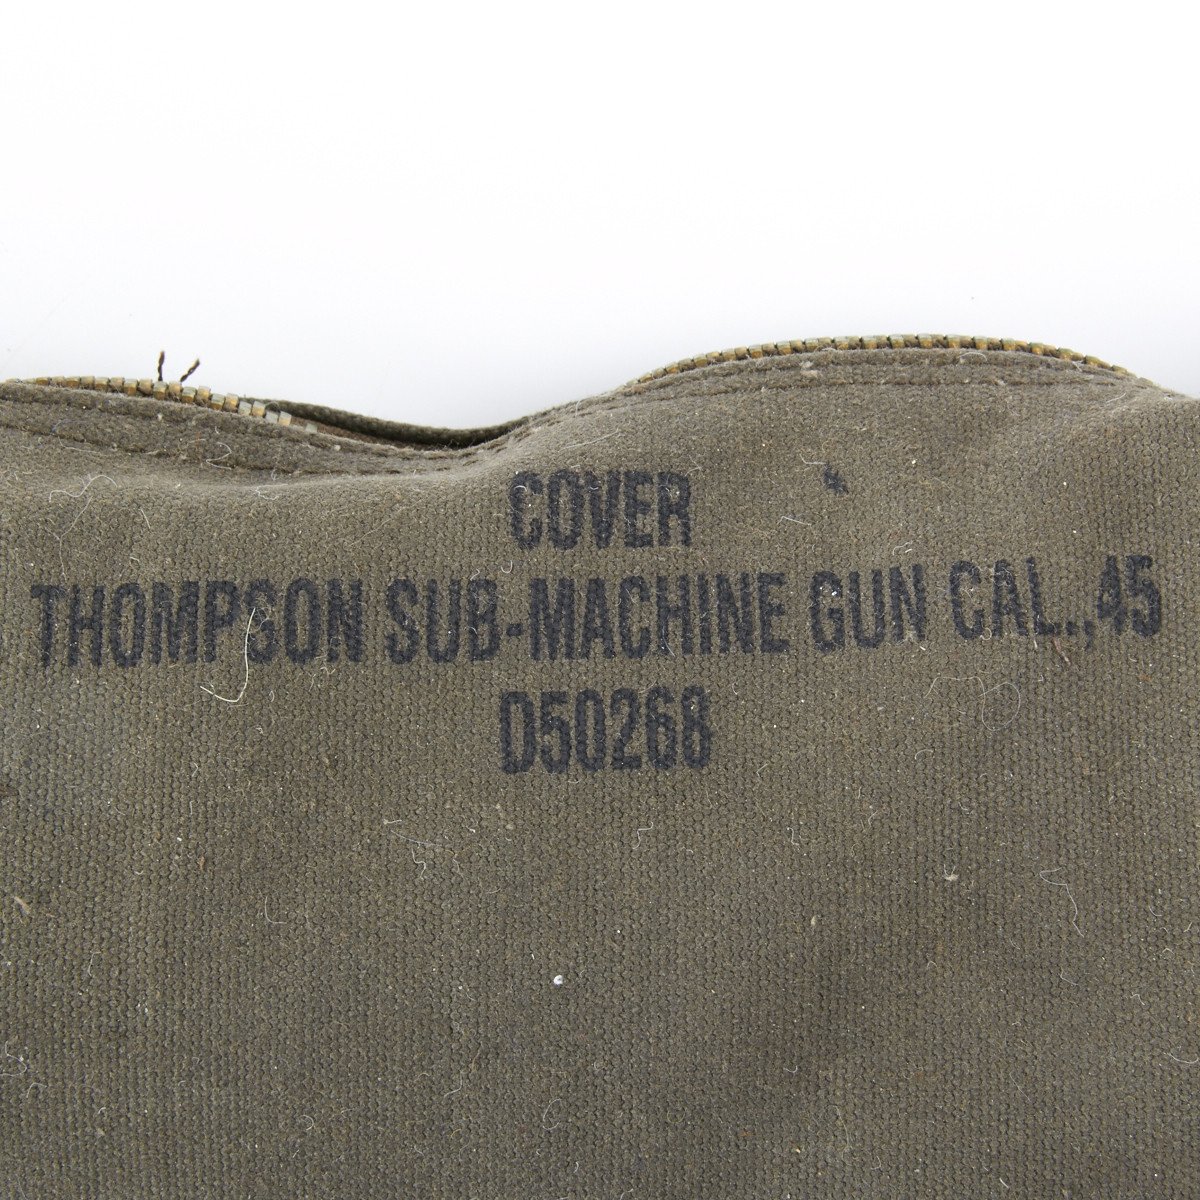 COVER
THOMPSON SUB-MACHINE GUN CAL.,45
D50268